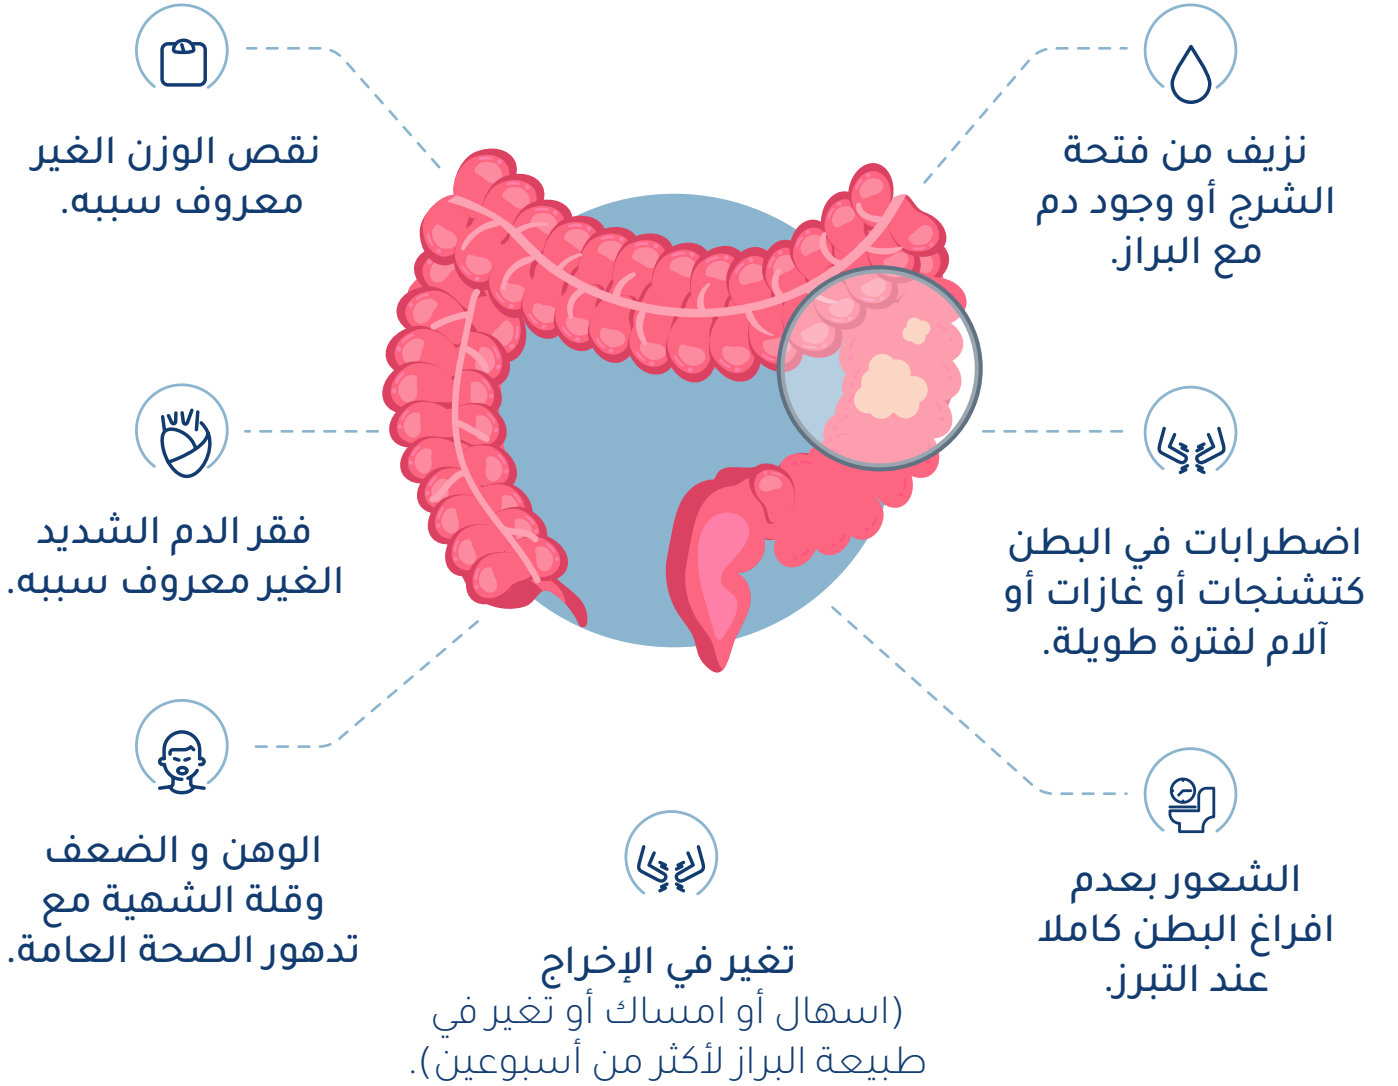 نزيف من فتحة
الشرج أو وجود دم
مع البراز.
نقص الوزن الغير
معروف سببه.
اضطرابات في البطن
كتشنجات أو غازات أو
آلام لفترة طويلة.
فقر الدم الشديد
الغير معروف سببه.
الشعور بعدم
افراغ البطن كاملا
عند التبرز.
الوهن و الضعف
وقلة الشهية مع
تدهور الصحة العامة.
تغير في الإخراج
(اسهال أو امساك أو تغير في
طبيعة البراز لأكثر من أسبوعين).